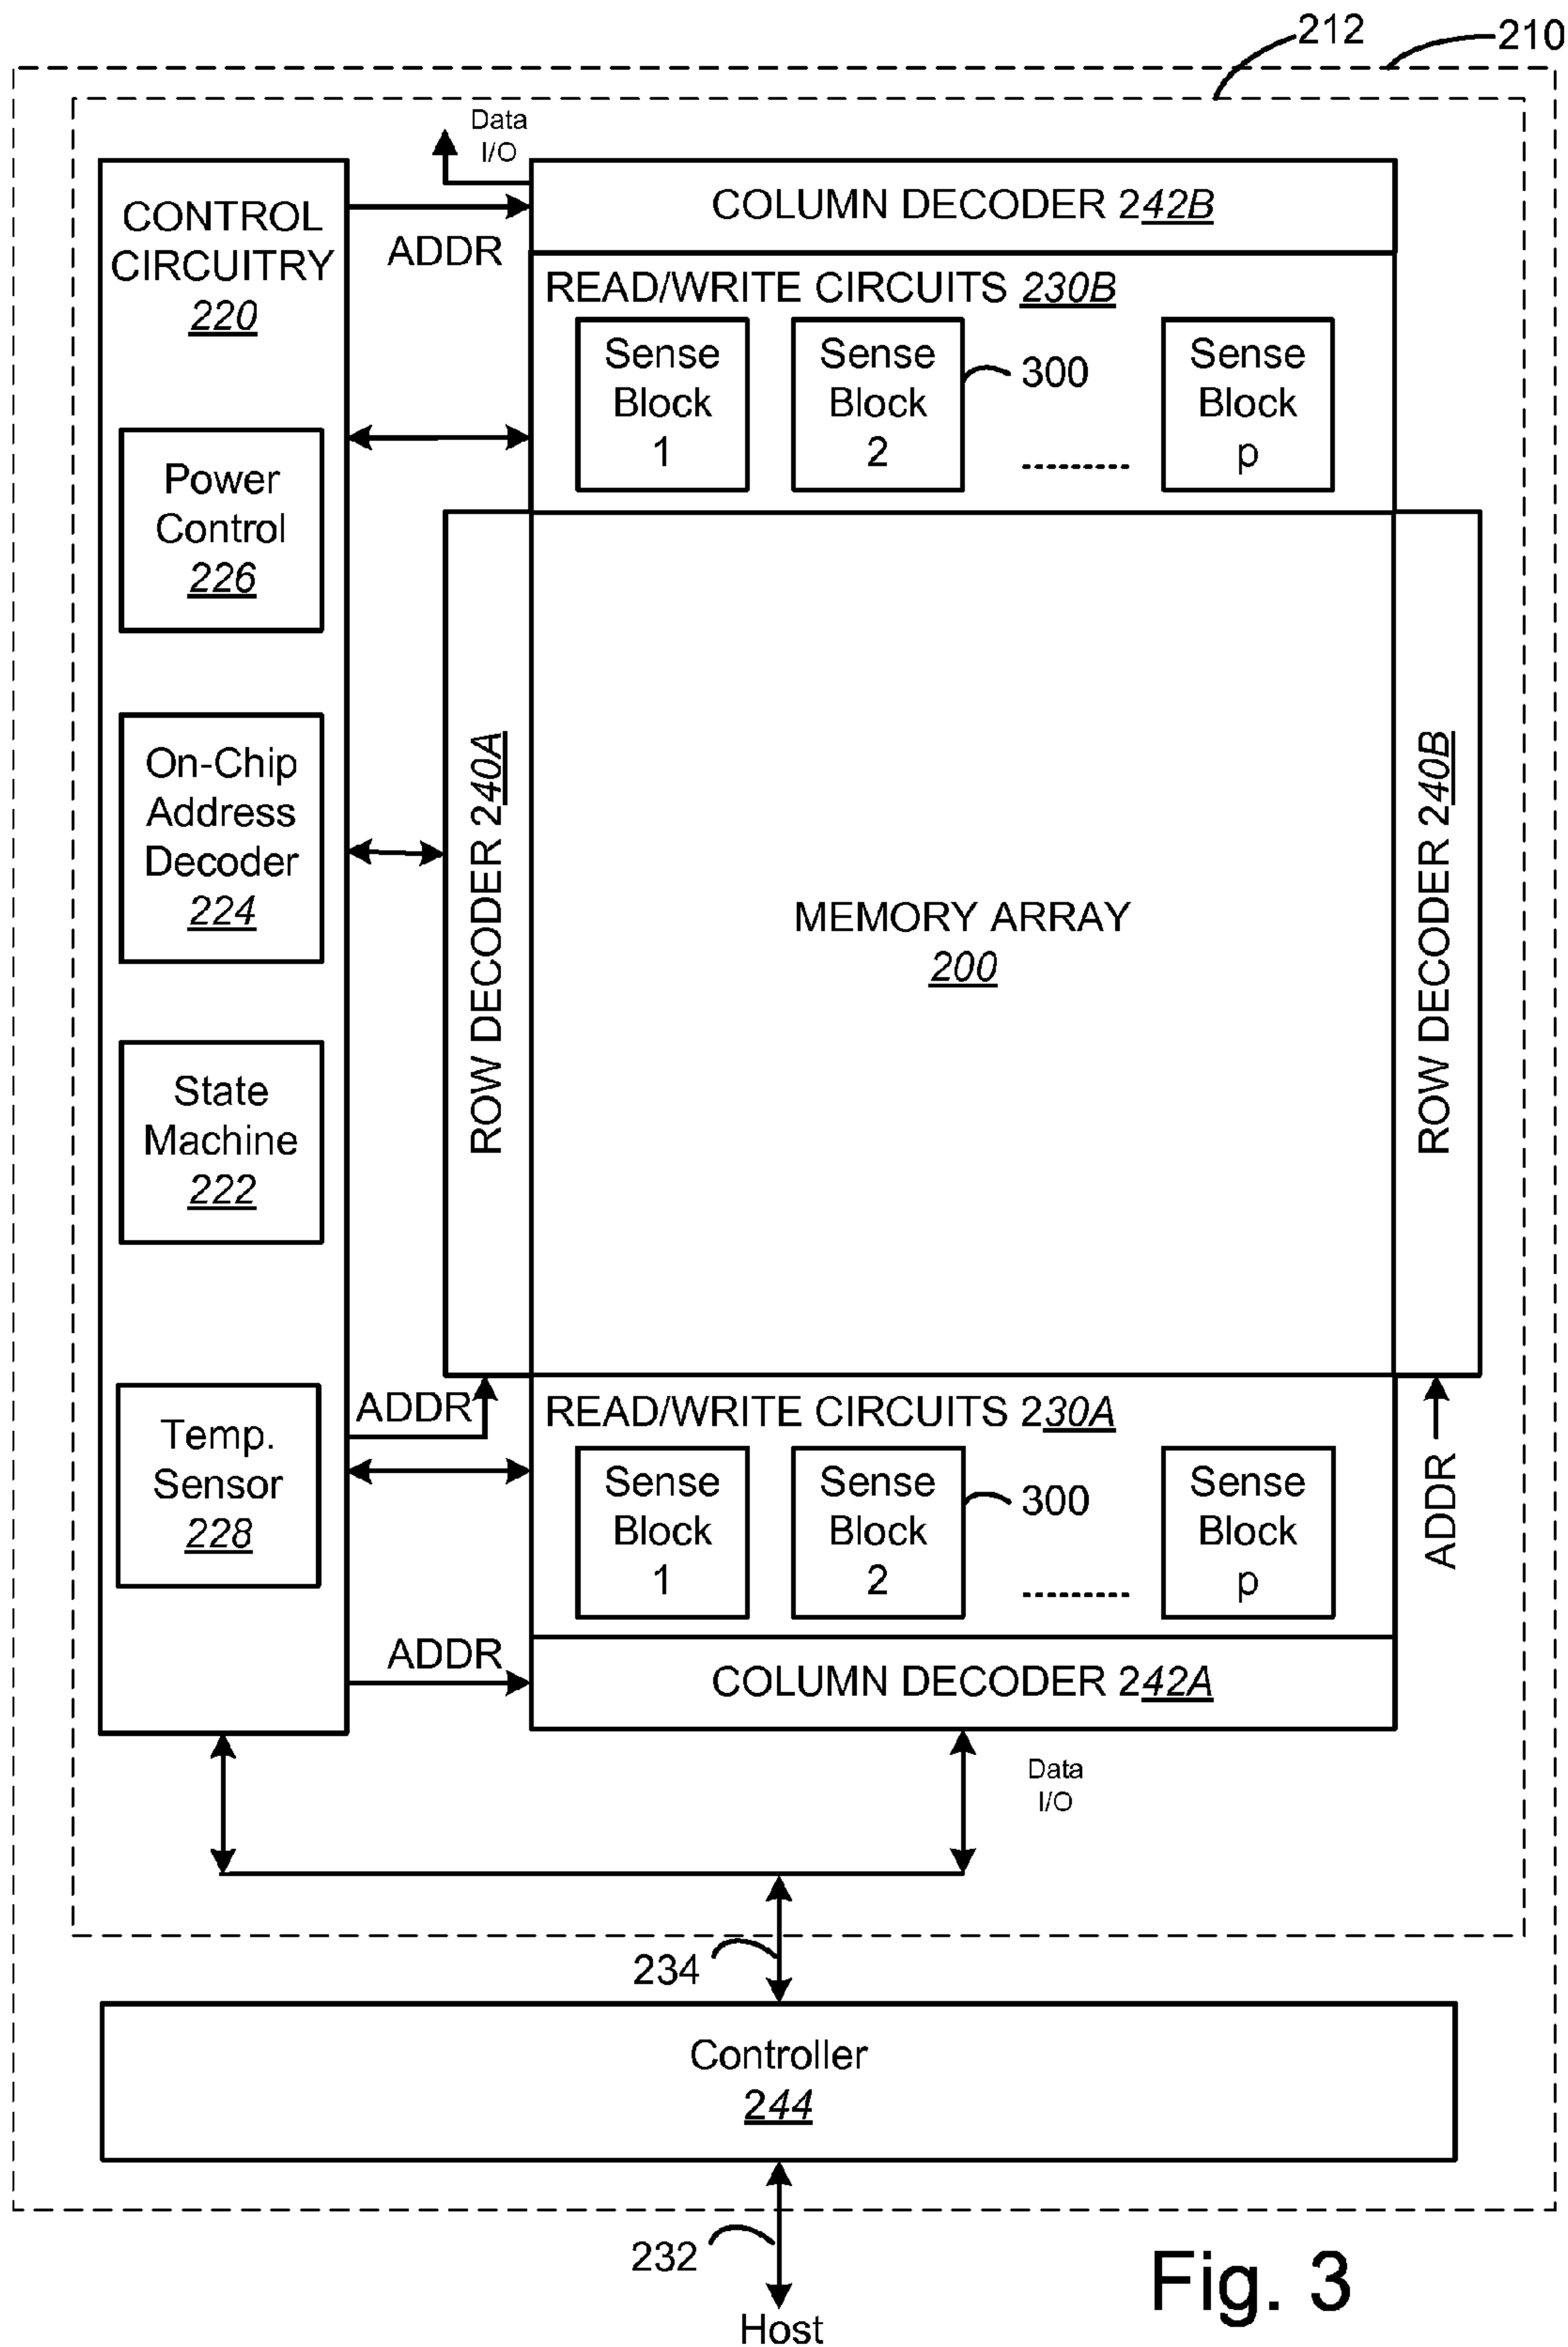 212
210
Data
I/O
CONTROL
CIRCUITRY
220
ADDR
COLUMN DECODER 242B
READ/WRITE CIRCUITS 230B
Sense
Block
1
Sense
Block
2
300
..........
Sense
Block
p
Power
Control
226
On-Chip
Address
Decoder
224
State
Machine
222
Temp.
Sensor
228
ROW DECODER 240A
MEMORY ARRAY
200
ROW DECODER 240B
ADDR
READ/WRITE CIRCUITS 230A
Sense
Block
1
Sense
Block
2
300
..........
Sense
Block
p
ADDR
ADDR
COLUMN DECODER 242A
Data
I/O
234
Controller
244
232
Host
Fig. 3